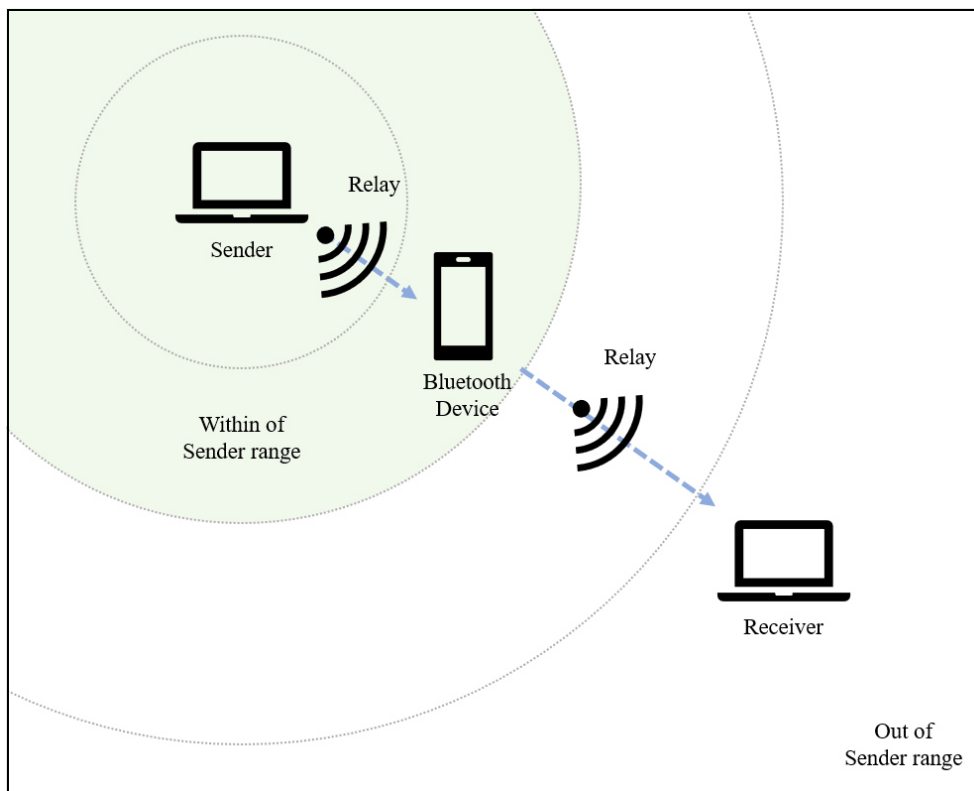 Relay
Sender
Relay
Bluetooth
Device
Within of
Sender range
Receiver
Out of
Sender range